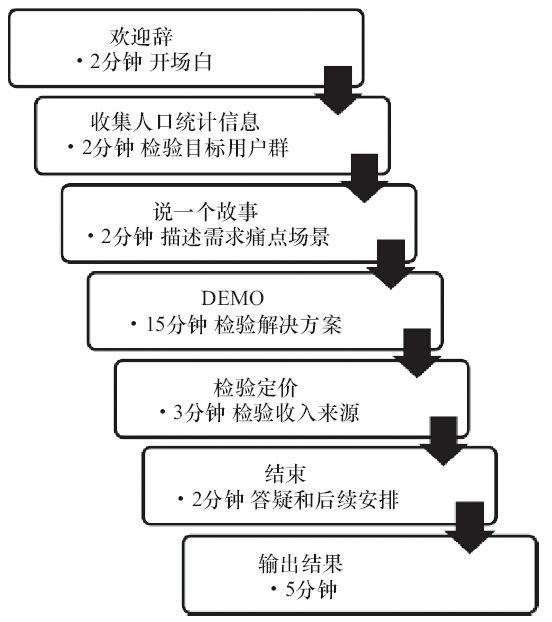 欢迎辞
·2分钟 开场白
收集人口统计信息
·2分钟 检验目标用户群
说一个故事
·2分钟 描述需求痛点场景
DEMO
·15分钟 检验解决方案
检验定价
·3分钟 检验收入来源
结束
·2分钟 答疑和后续安排
输出结果
·5分钟